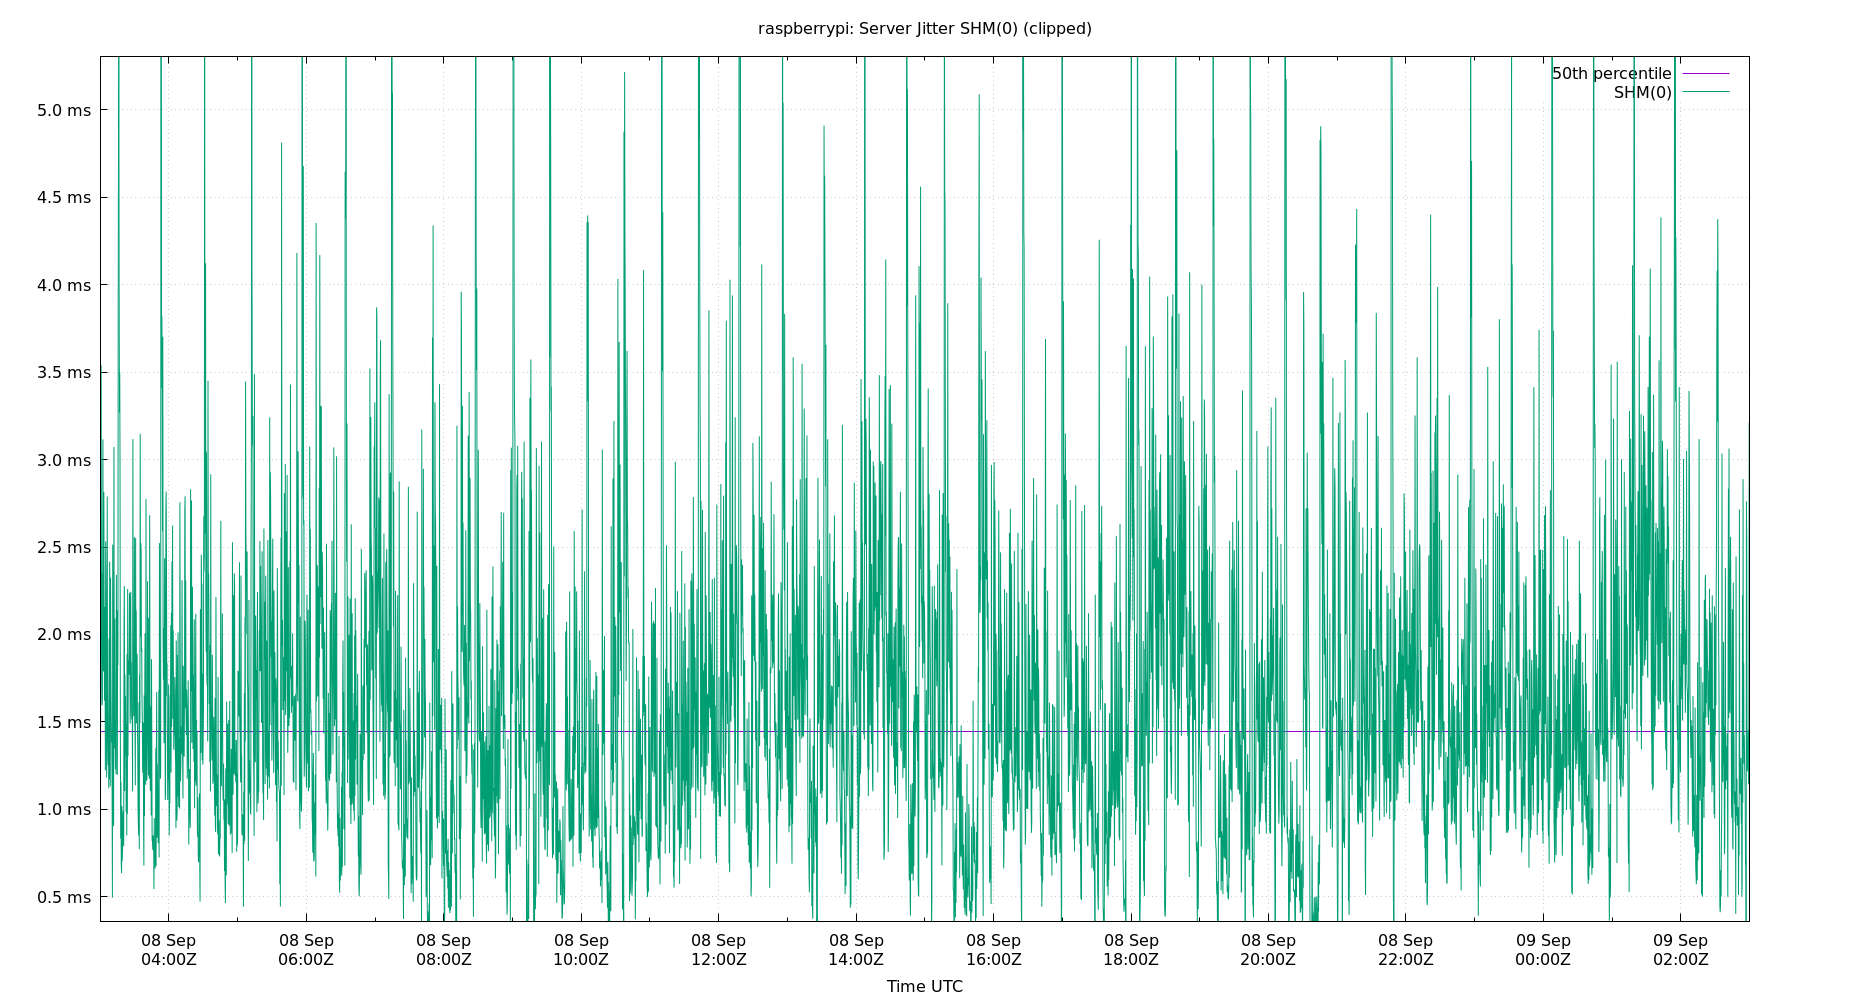 raspberrypi: Server Jitter SHM(0) (clipped)
50th percentile
SHM(0)
5.0 ms
4.5 ms
4.0 ms
3.5 ms
3.0 ms
2.5 ms
2.0 ms
1.5 ms
1.0 ms
0.5 ms
08 Sep 08 Sep 08 Sep 08 Sep 08 Sep 08 Sep 08 Sep 08 Sep 08 Sep 08 Sep 09 Sep 09 Sep
04:00Z 06:00Z 08:00Z 10:00Z 12:00Z 14:00Z 16:00Z 18:00Z 20:00Z 22:00Z 00:00Z 02:00Z
Time UTC